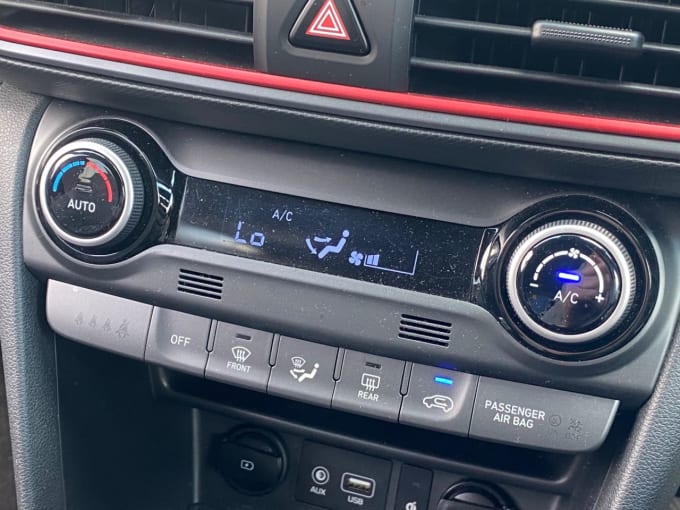 A/C
Lo
AUTO
A/C
- +
OFF
FRONT
REAR
PASSENGER
AIR BAG
AUX
USB